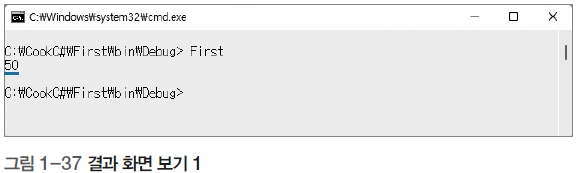 C:\Windows\system32\cmd.exe
C:\CookC#\First\bin\Debug> First
50
C:\CookC#\First\bin\Debug>
그림 1-37 결과 화면 보기 1